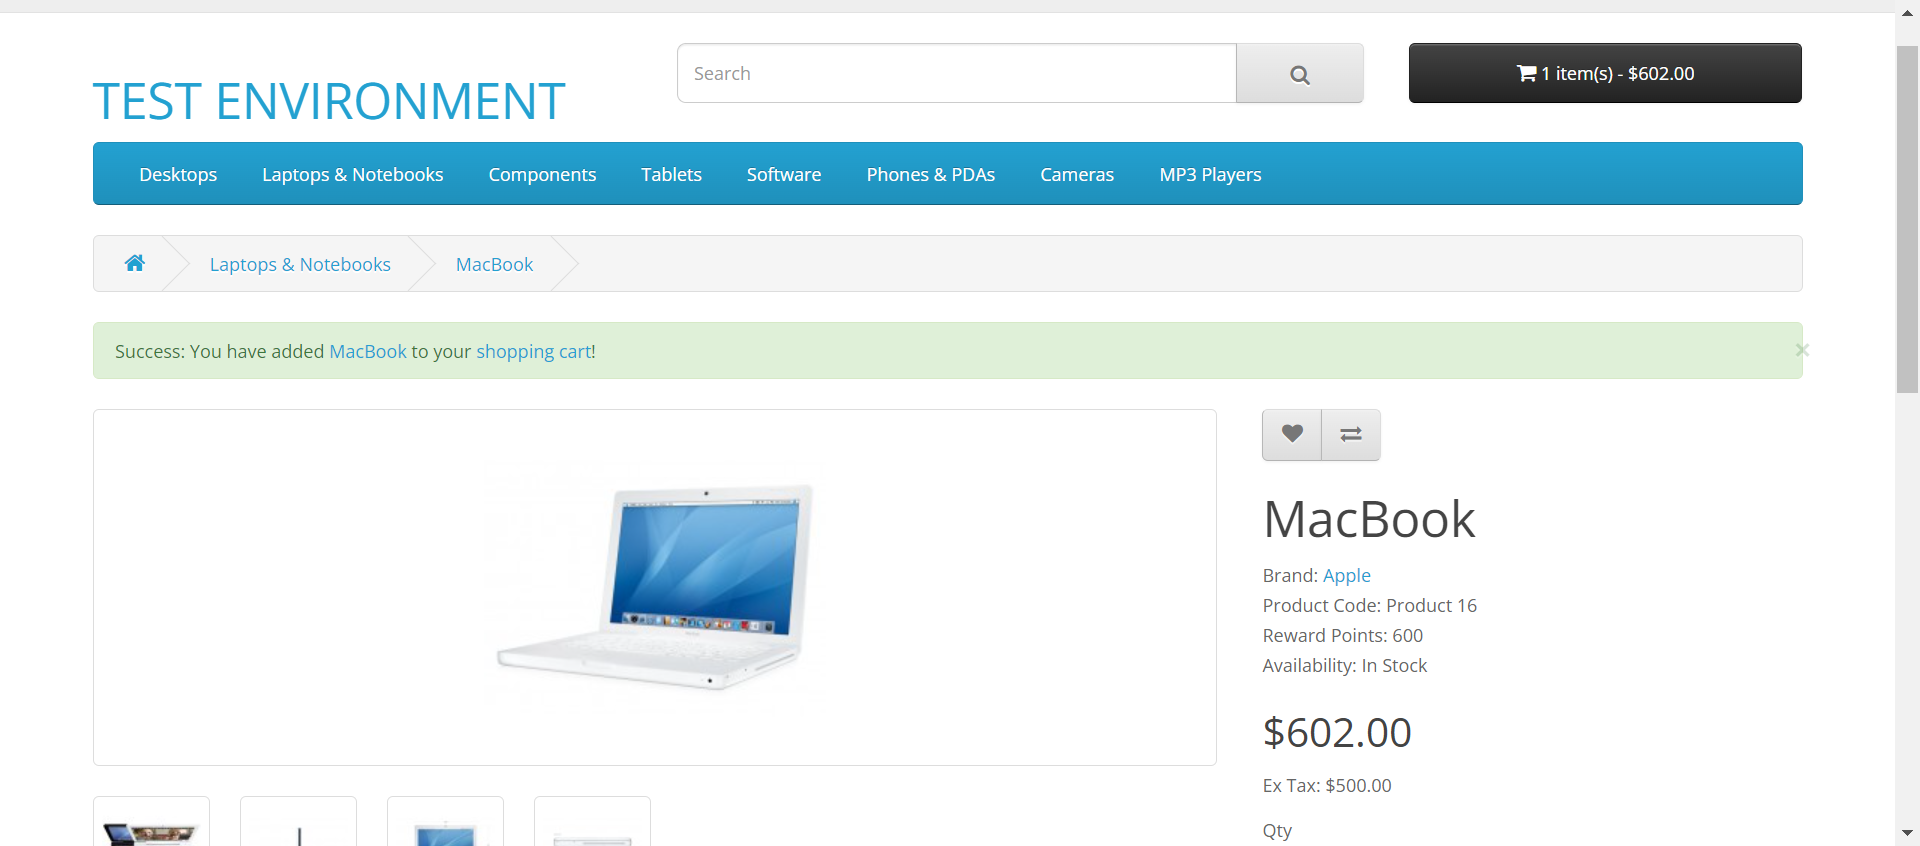 Search
1 item(s) - $602.00
TEST ENVIRONMENT
Desktops Laptops & Notebooks Components Tablets Software Phones & PDAs Cameras MP3 Players
Laptops & Notebooks MacBook
Success: You have added MacBook to your shopping cart!
×
MacBook
Brand: Apple
Product Code: Product 16
Reward Points: 600
Availability: In Stock
$602.00
Ex Tax: $500.00
Qty